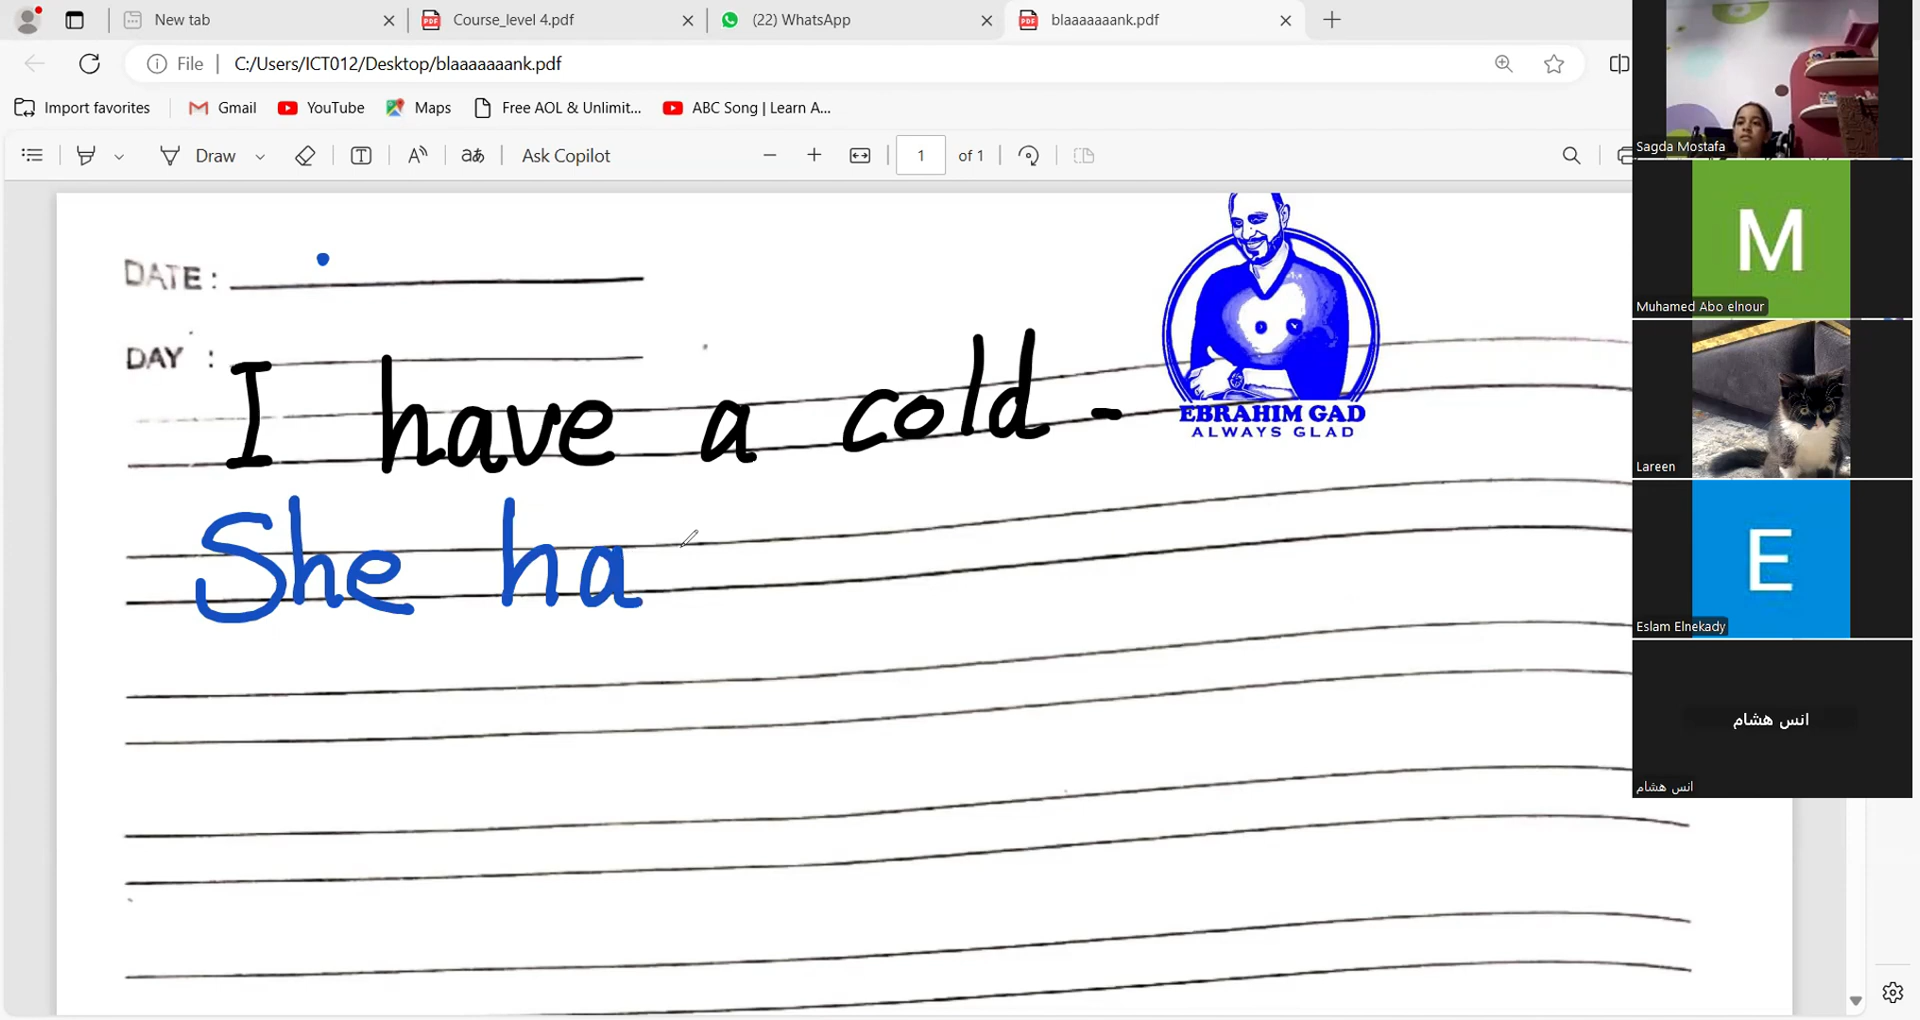 New tab
Course_level 4.pdf
(22) WhatsApp
blaaaaaaank.pdf
File
C:/Users/ICT012/Desktop/blaaaaaaank.pdf
Import favorites
Gmail
YouTube
Maps
Free AOL & Unlimit...
ABC Song | Learn A...
Draw
Ask Copilot
1
of 1
DATE :
DAY :
I have a cold -
EBRAHIM GAD
ALWAYS GLAD
She ha
Sagda Mostafa
M
Muhamed Abo elnour
Lareen
E
Eslam Elnekady
انس هشام
انس هشام